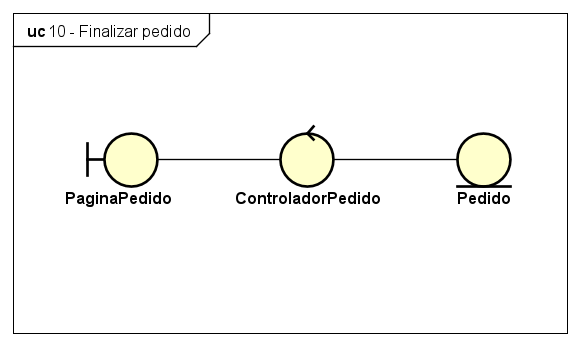 uc 10 - Finalizar pedido
PaginaPedido
ControladorPedido
Pedido